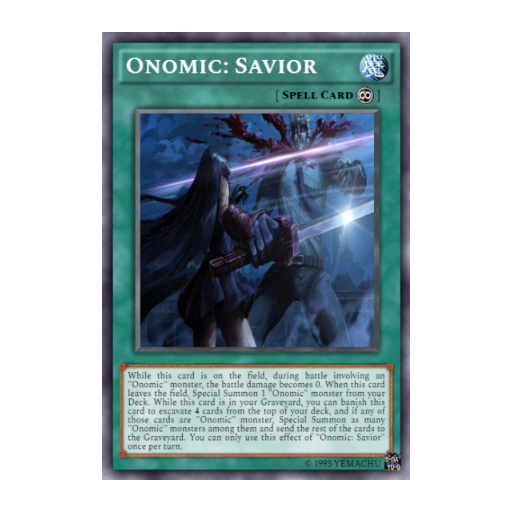 ONOMIC: SAVIOR
[ SPELL CARD ]
While this card is on the field, during battle involving an
"Onomic" monster, the battle damage becomes 0. When this card
leaves the field, Special Summon 1 "Onomic" monster from your
Deck. While this card is in your Graveyard, you can banish this
card to excavate 4 cards from the top of your deck, and if any of
those cards are "Onomic" monster, Special Summon as many
"Onomic" monsters among them and send the rest of the cards to
the Graveyard. You can only use this effect of "Onomic: Savior"
once per turn.
© 1993 YEMACHU